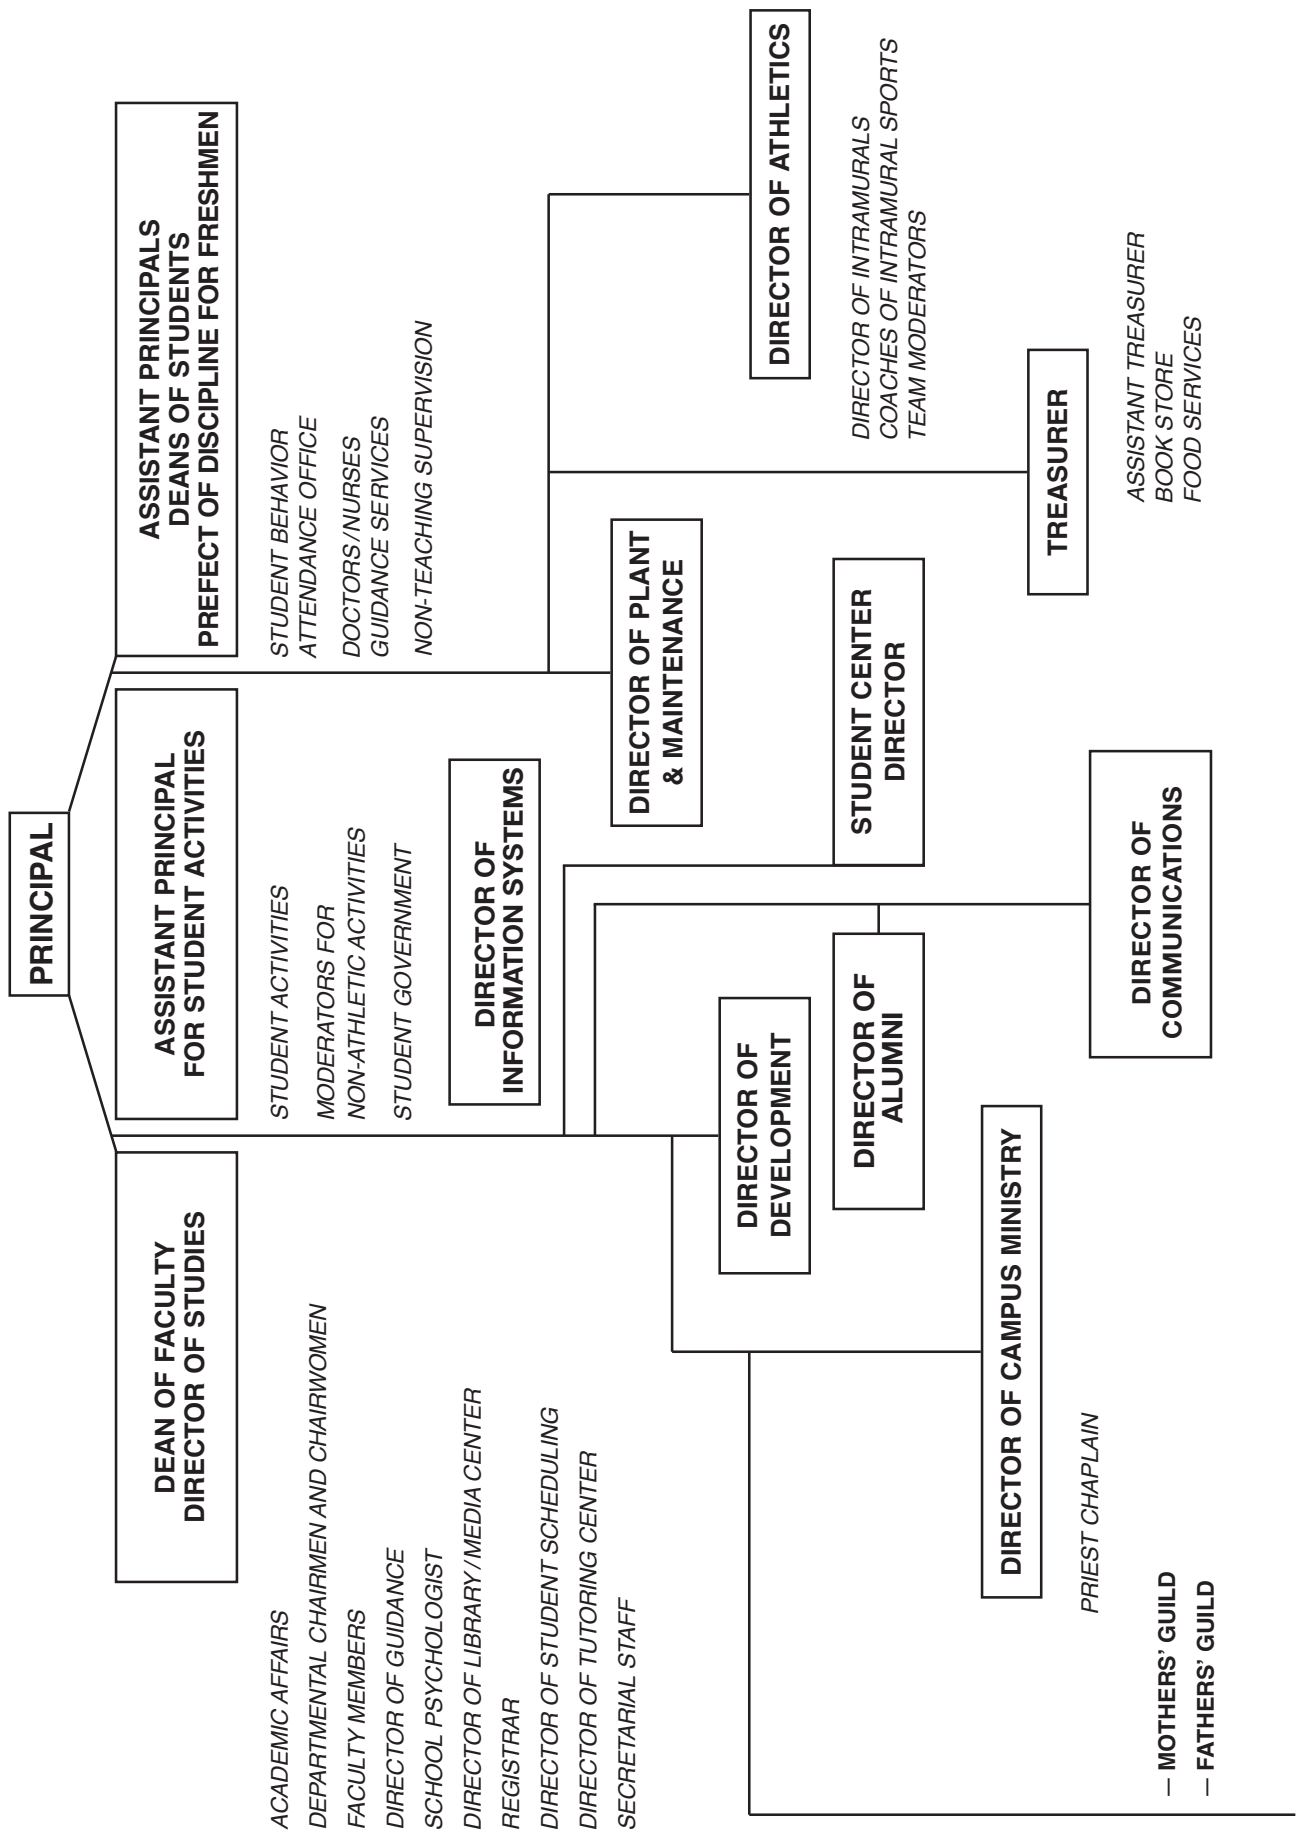 PRINCIPAL
DEAN OF FACULTY
DIRECTOR OF STUDIES
ACADEMIC AFFAIRS
DEPARTMENTAL CHAIRMEN AND CHAIRWOMEN
FACULTY MEMBERS
DIRECTOR OF GUIDANCE
SCHOOL PSYCHOLOGIST
DIRECTOR OF LIBRARY/MEDIA CENTER
REGISTRAR
DIRECTOR OF STUDENT SCHEDULING
DIRECTOR OF TUTORING CENTER
SECRETARIAL STAFF
ASSISTANT PRINCIPAL
FOR STUDENT ACTIVITIES
STUDENT ACTIVITIES
MODERATORS FOR
NON-ATHLETIC ACTIVITIES
STUDENT GOVERNMENT
ASSISTANT PRINCIPALS
DEANS OF STUDENTS
PREFECT OF DISCIPLINE FOR FRESHMEN
STUDENT BEHAVIOR
ATTENDANCE OFFICE
DOCTORS/NURSES
GUIDANCE SERVICES
NON-TEACHING SUPERVISION
DIRECTOR OF
INFORMATION SYSTEMS
DIRECTOR OF PLANT
& MAINTENANCE
DIRECTOR OF
DEVELOPMENT
DIRECTOR OF ATHLETICS
DIRECTOR OF INTRAMURALS
COACHES OF INTRAMURAL SPORTS
TEAM MODERATORS
DIRECTOR OF
ALUMNI
STUDENT CENTER
DIRECTOR
DIRECTOR OF CAMPUS MINISTRY
PRIEST CHAPLAIN
TREASURER
ASSISTANT TREASURER
BOOK STORE
FOOD SERVICES
DIRECTOR OF
COMMUNICATIONS
— MOTHERS' GUILD
— FATHERS' GUILD